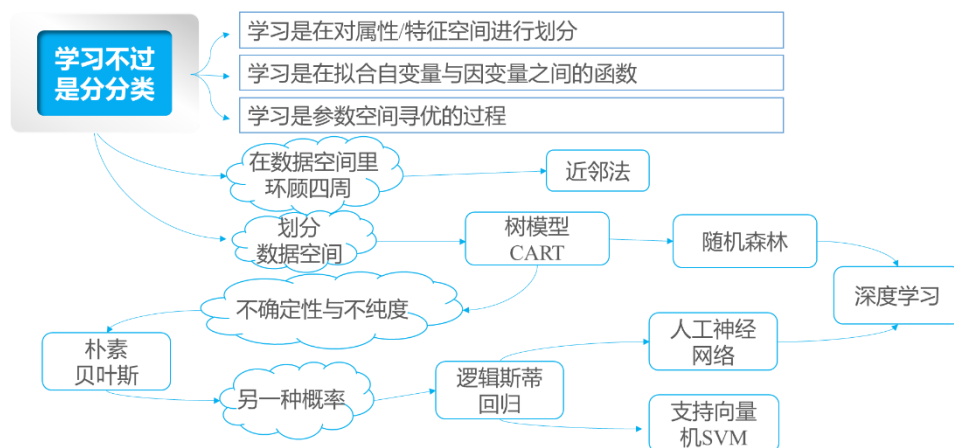 学习不过
是分分类
学习是在对属性/特征空间进行划分
学习是在拟合自变量与因变量之间的函数
学习是参数空间寻优的过程
在数据空间里
环顾四周
近邻法
划分
数据空间
树模型
CART
随机森林
深度学习
不确定性与不纯度
朴素
贝叶斯
另一种概率
逻辑斯蒂
回归
人工神经
网络
支持向量
机SVM